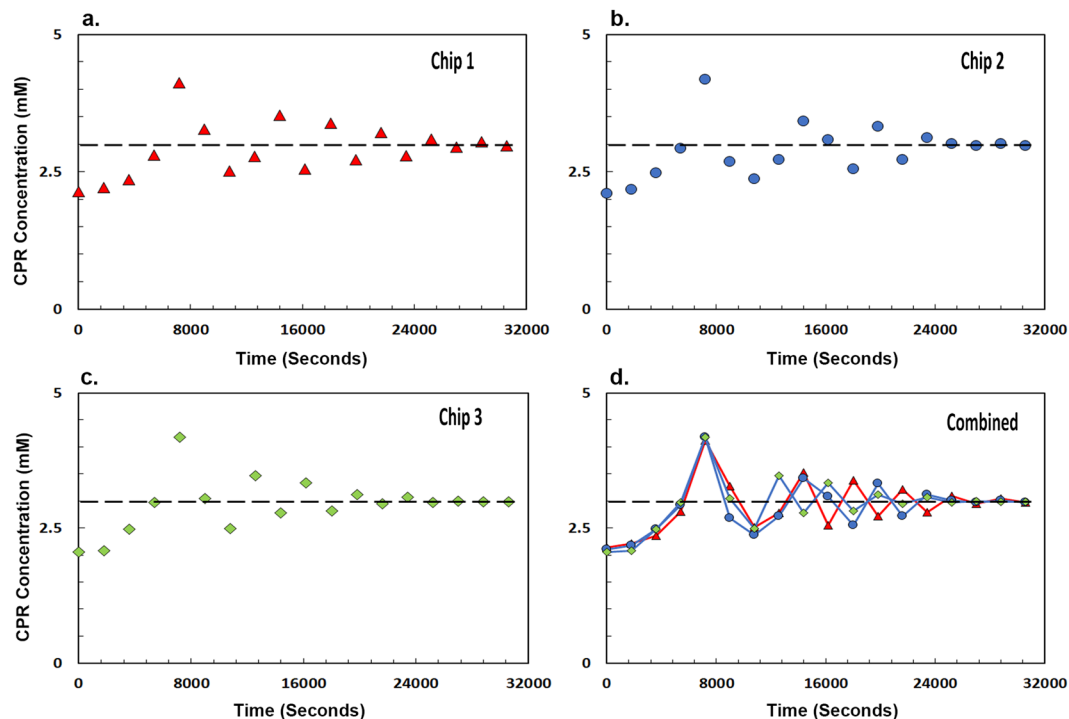 a.
Chip 1
CPR Concentration (mM)
5
2.5
0
0 8000 16000 24000 32000
Time (Seconds)
b.
Chip 2
5
2.5
0
0 8000 16000 24000 32000
Time (Seconds)
c.
Chip 3
CPR Concentration (mM)
5
2.5
0
0 8000 16000 24000 32000
Time (Seconds)
d.
Combined
5
2.5
0
0 8000 16000 24000 32000
Time (Seconds)